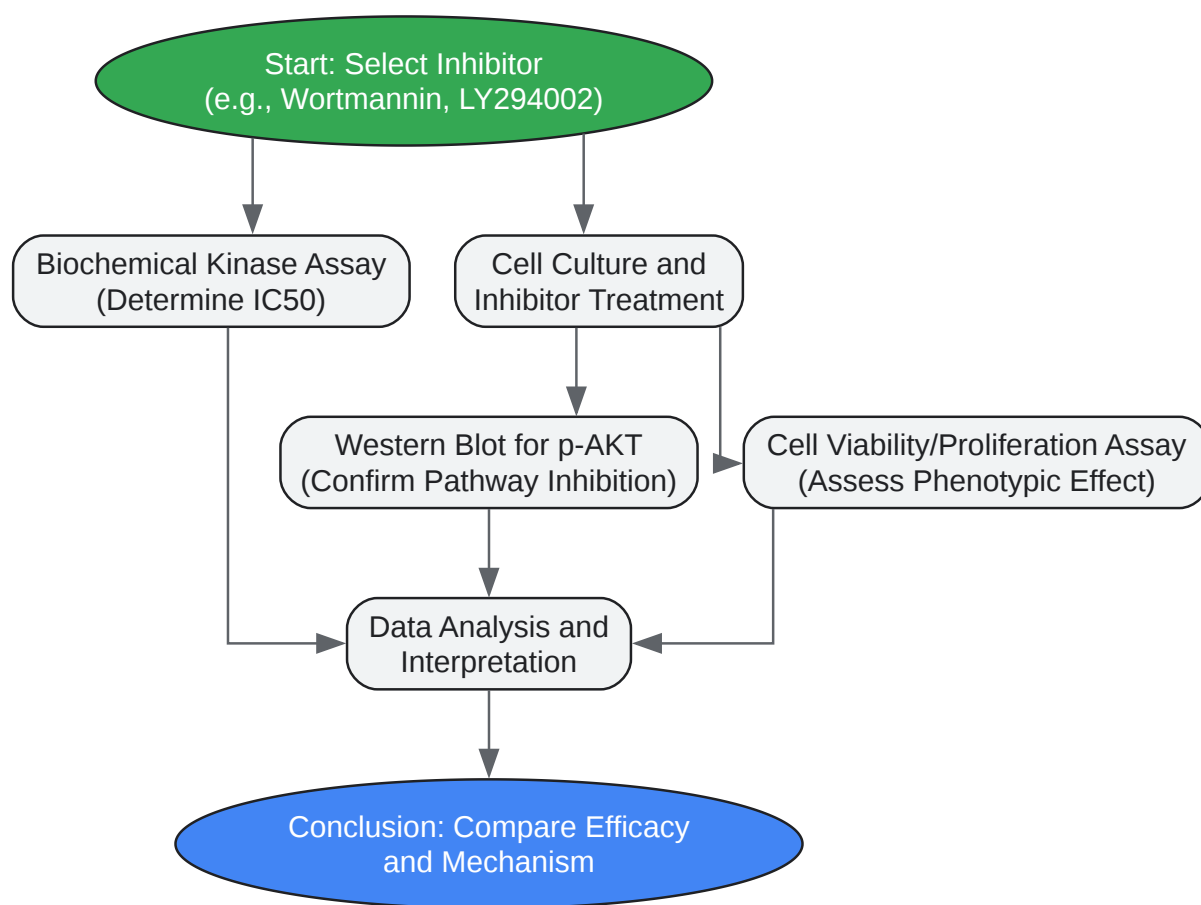 Start: Select Inhibitor
(e.g., Wortmannin, LY294002)
Biochemical Kinase Assay
(Determine IC50)
Cell Culture and
Inhibitor Treatment
Western Blot for p-AKT
(Confirm Pathway Inhibition)
Cell Viability/Proliferation Assay
(Assess Phenotypic Effect)
Data Analysis and
Interpretation
Conclusion: Compare Efficacy
and Mechanism